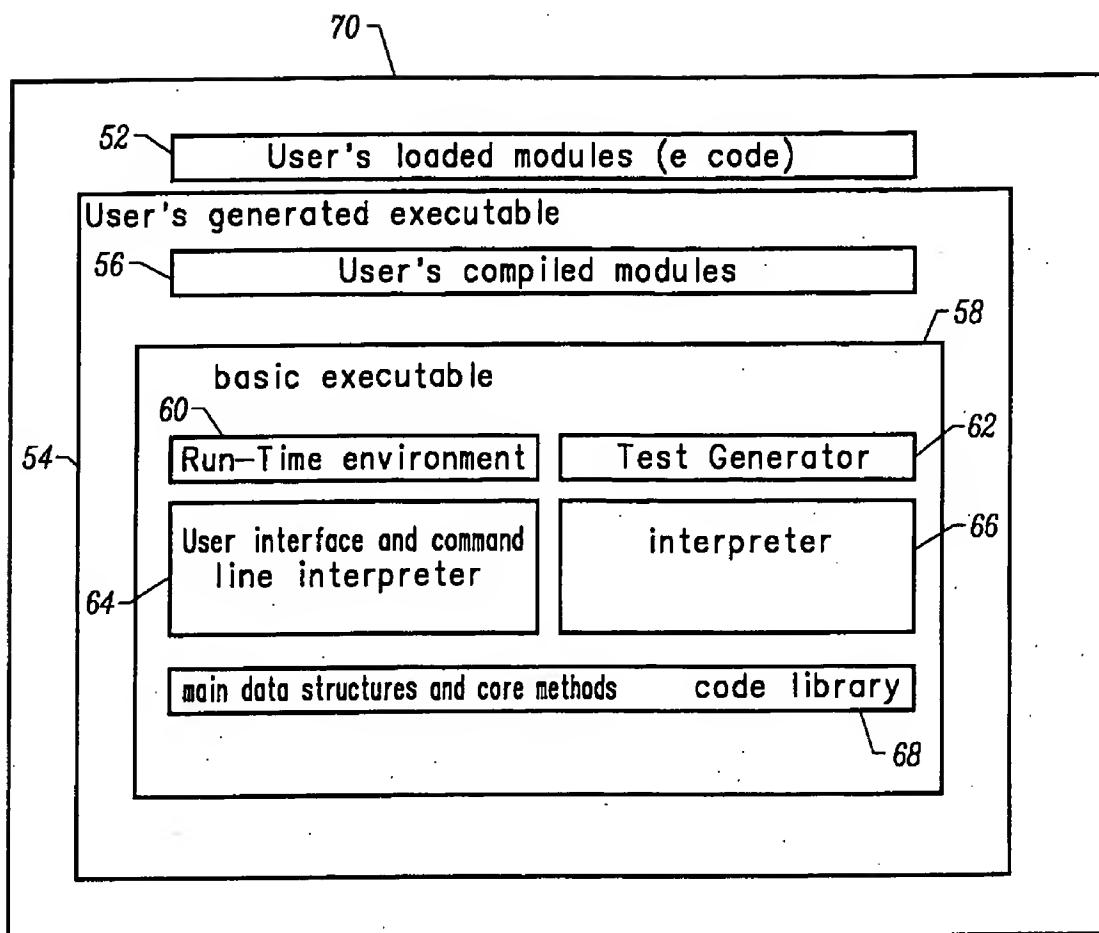 70
52
User's loaded modules (e code)
User's generated executable
56
User's compiled modules
58
basic executable
60
54
Run-Time environment
Test Generator
62
User interface and command
line interpreter
interpreter
66
64
main data structures and core methods code library
68